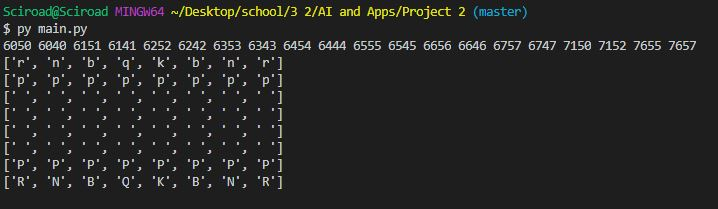 Sciroad@Sciroad MINGW64 ~/Desktop/school/3 2/AI and Apps/Project 2 (master)
$ py main.py
6050 6040 6151 6141 6252 6242 6353 6343 6454 6444 6555 6545 6656 6646 6757 6747 7150 7152 7655 7657
['r', 'n', 'b', 'q', 'k', 'b', 'n', 'r']
['p', 'p', 'p', 'p', 'p', 'p', 'p', 'p']
[' ', ' ', ' ', ' ', ' ', ' ', ' ', ' ']
[' ', ' ', ' ', ' ', ' ', ' ', ' ', ' ']
[' ', ' ', ' ', ' ', ' ', ' ', ' ', ' ']
[' ', ' ', ' ', ' ', ' ', ' ', ' ', ' ']
['P', 'P', 'P', 'P', 'P', 'P', 'P', 'P']
['R', 'N', 'B', 'Q', 'K', 'B', 'N', 'R']